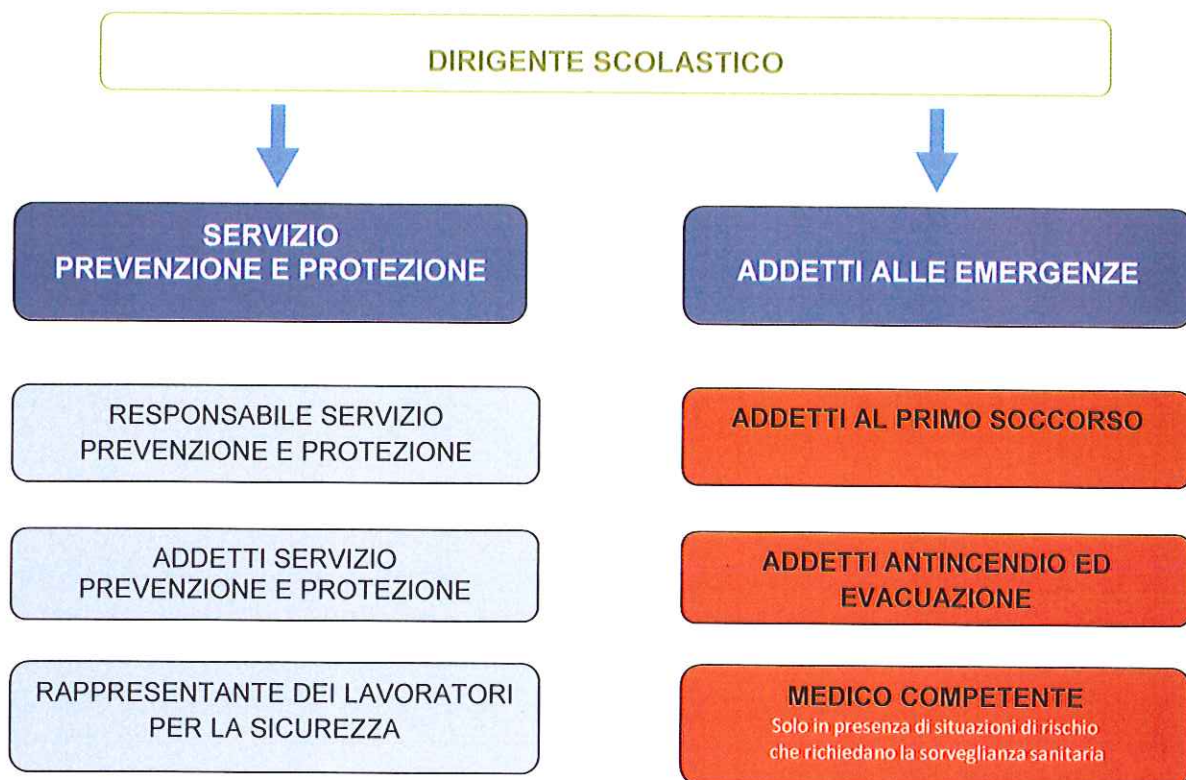 DIRIGENTE SCOLASTICO
SERVIZIO
PREVENZIONE E PROTEZIONE
RESPONSABILE SERVIZIO
PREVENZIONE E PROTEZIONE
ADDETTI SERVIZIO
PREVENZIONE E PROTEZIONE
RAPPRESENTANTE DEI LAVORATORI
PER LA SICUREZZA
ADDETTI ALLE EMERGENZE
ADDETTI AL PRIMO SOCCORSO
ADDETTI ANTINCENDIO ED
EVACUAZIONE
MEDICO COMPETENTE
Solo in presenza di situazioni di rischio
che richiedano la sorveglianza sanitaria